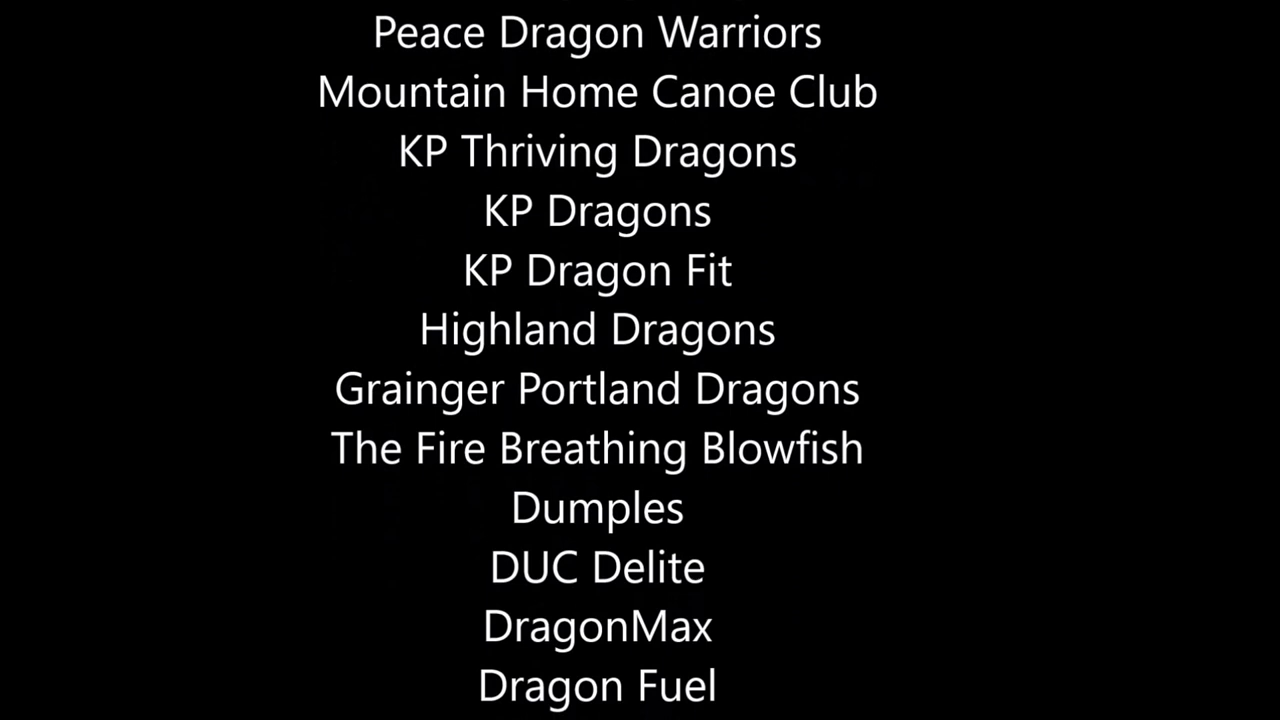 Peace Dragon Warriors
Mountain Home Canoe Club
KP Thriving Dragons
KP Dragons
KP Dragon Fit
Highland Dragons
Grainger Portland Dragons
The Fire Breathing Blowfish
Dumples
DUC Delite
DragonMax
Dragon Fuel